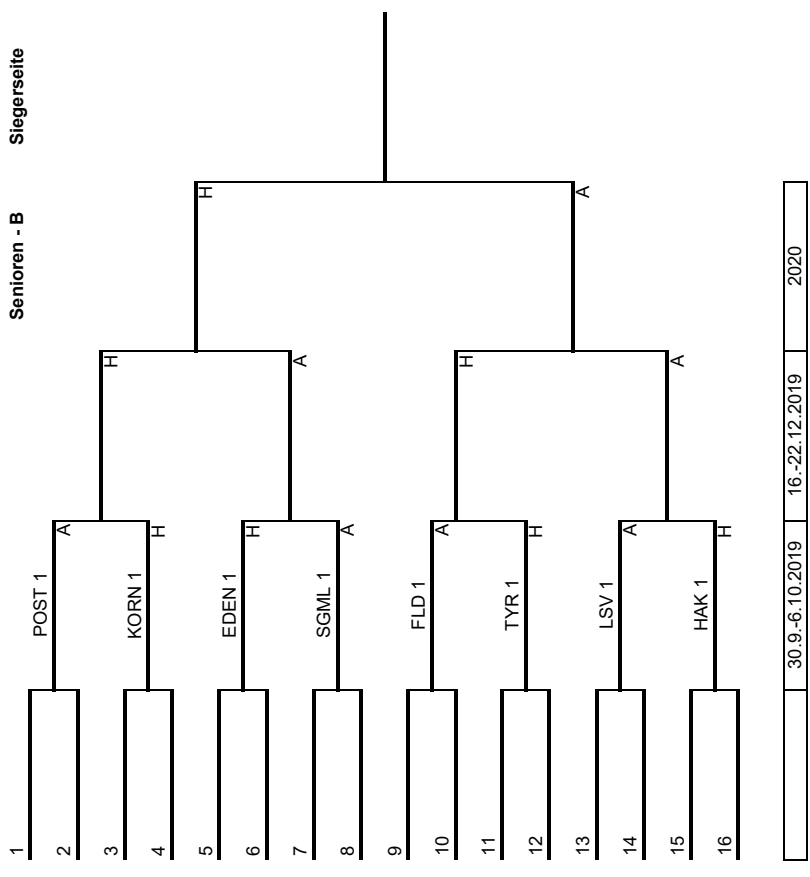 Senioren - B Siegerseite
1
POST 1
2 A
3 H
KORN 1
4 H
5 H
EDEN 1
6 H
7 A
SGML 1
8 A
9
FLD 1
10 A
H
11
TYR 1
12 H
13 A
LSV 1
14 A
15 A
HAK 1
16 H
30.9.-6.10.2019 16.-22.12.2019 2020